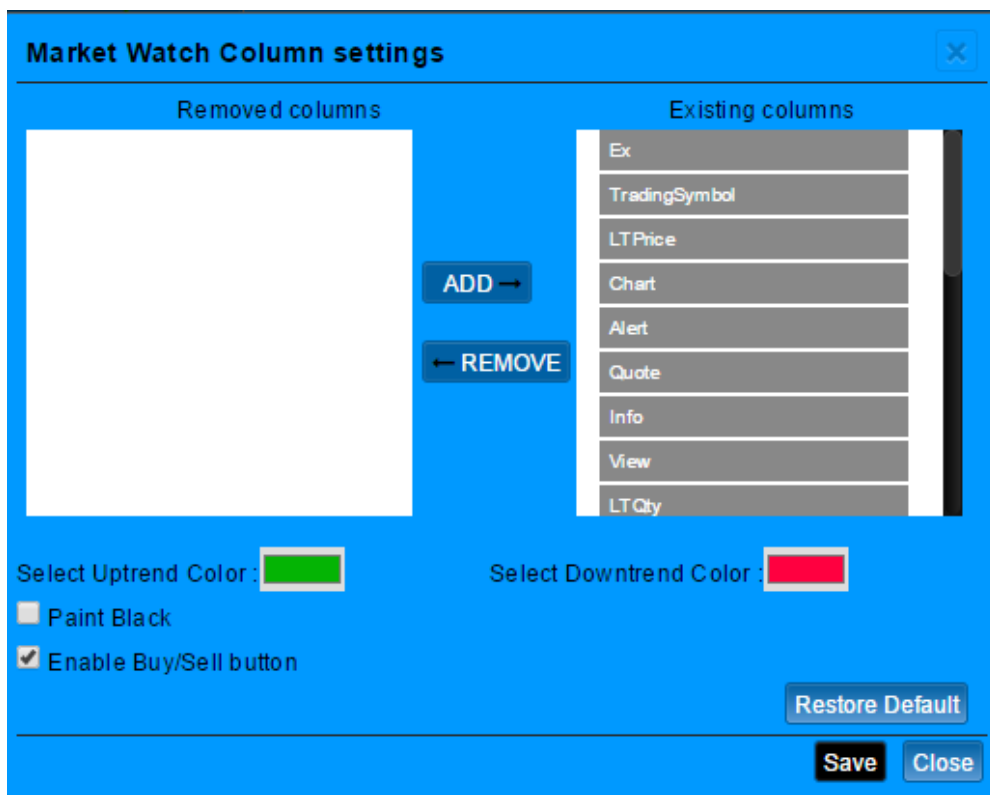 Market Watch Column settings
Removed columns
Existing columns
Ex
TradingSymbol
LTPrice
Chart
Alert
Quote
Info
View
LTQty
ADD→
← REMOVE
Select Uptrend Color :
Select Downtrend Color :
Paint Black
Enable Buy/Sell button
Restore Default
Save
Close